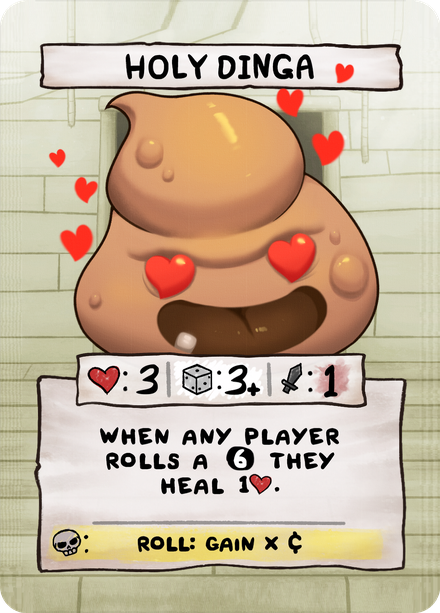 HOLY DINGA
:3 :3+ :1
WHEN ANY PLAYER
ROLLS A 6 THEY
HEAL 1♥.
: ROLL: GAIN X ¢